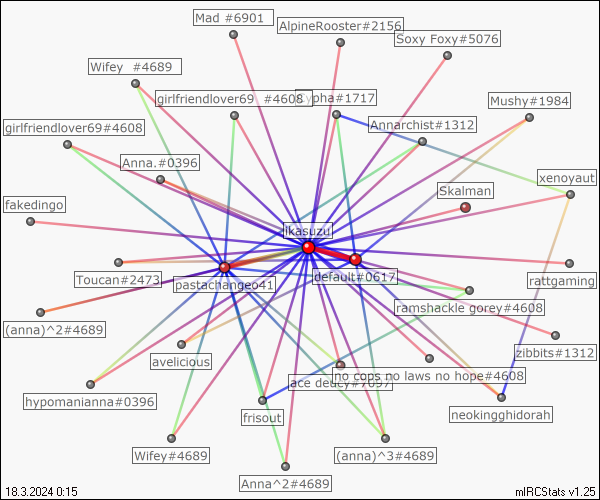 Mad #6901
AlpineRooster#2156
Soxy Foxy#5076
Wifey  #4689
girlfriendlover69  #4608
ypha#1717
Mushy#1984
girlfriendlover69#4608
Annarchist#1312
Anna.#0396
xenoyaut
Skalman
fakedingo
ikasuzu
Toucan#2473
pastachangeo41
default#0617
rattgaming
ramshackle gorey#4608
(anna)^2#4689
zibbits#1312
avelicious
no cops no laws no hope#4608
ace deucy#7057
hypomanianna#0396
frisout
neokingghidorah
Wifey#4689
(anna)^3#4689
Anna^2#4689
18.3.2024 0:15
mIRCStats v1.25